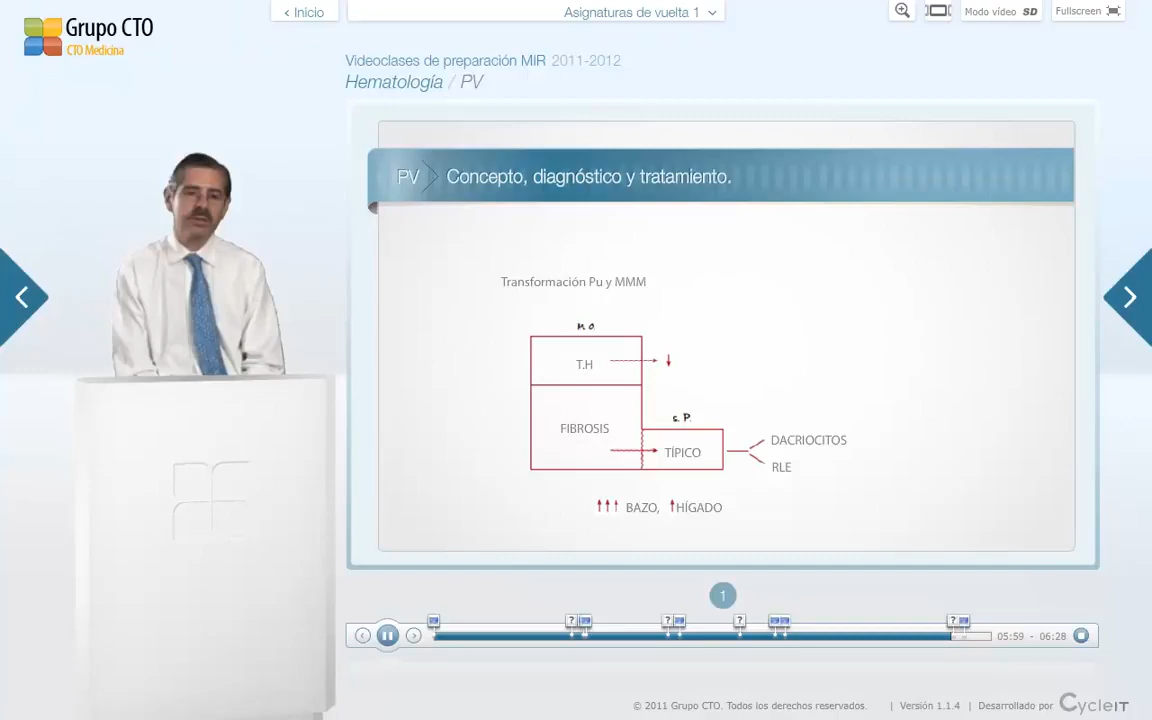 Grupo CTO
CTO Medicina
‹ Inicio
Asignaturas de vuelta 1
Modo vídeo SD
Fullscreen
Videoclases de preparación MIR 2011-2012
Hematología / PV
PV
Concepto, diagnóstico y tratamiento.
Transformación Pu y MMM
M.O.
T.H
FIBROSIS
S.P.
TÍPICO
DACRIOCITOS
RLE
BAZO, HÍGADO
1
? ? ? ?
05:59 - 06:28
© 2011 Grupo CTO. Todos los derechos reservados. | Versión 1.1.4 | Desarrollado por CycleIT